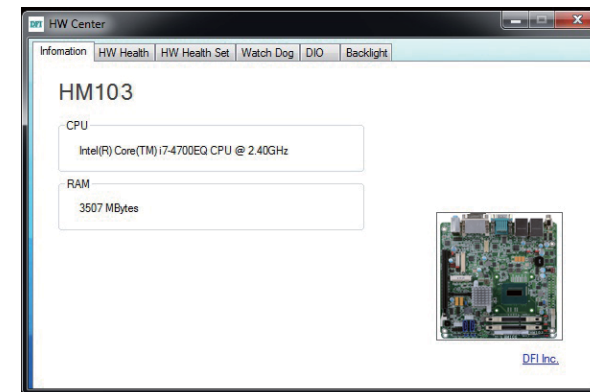 DFI HW Center
Infomation HW Health HW Health Set Watch Dog DIO Backlight
HM103
CPU
Intel(R) Core(TM) i7-4700EQ CPU @ 2.40GHz
RAM
3507 MBytes
DFI Inc.